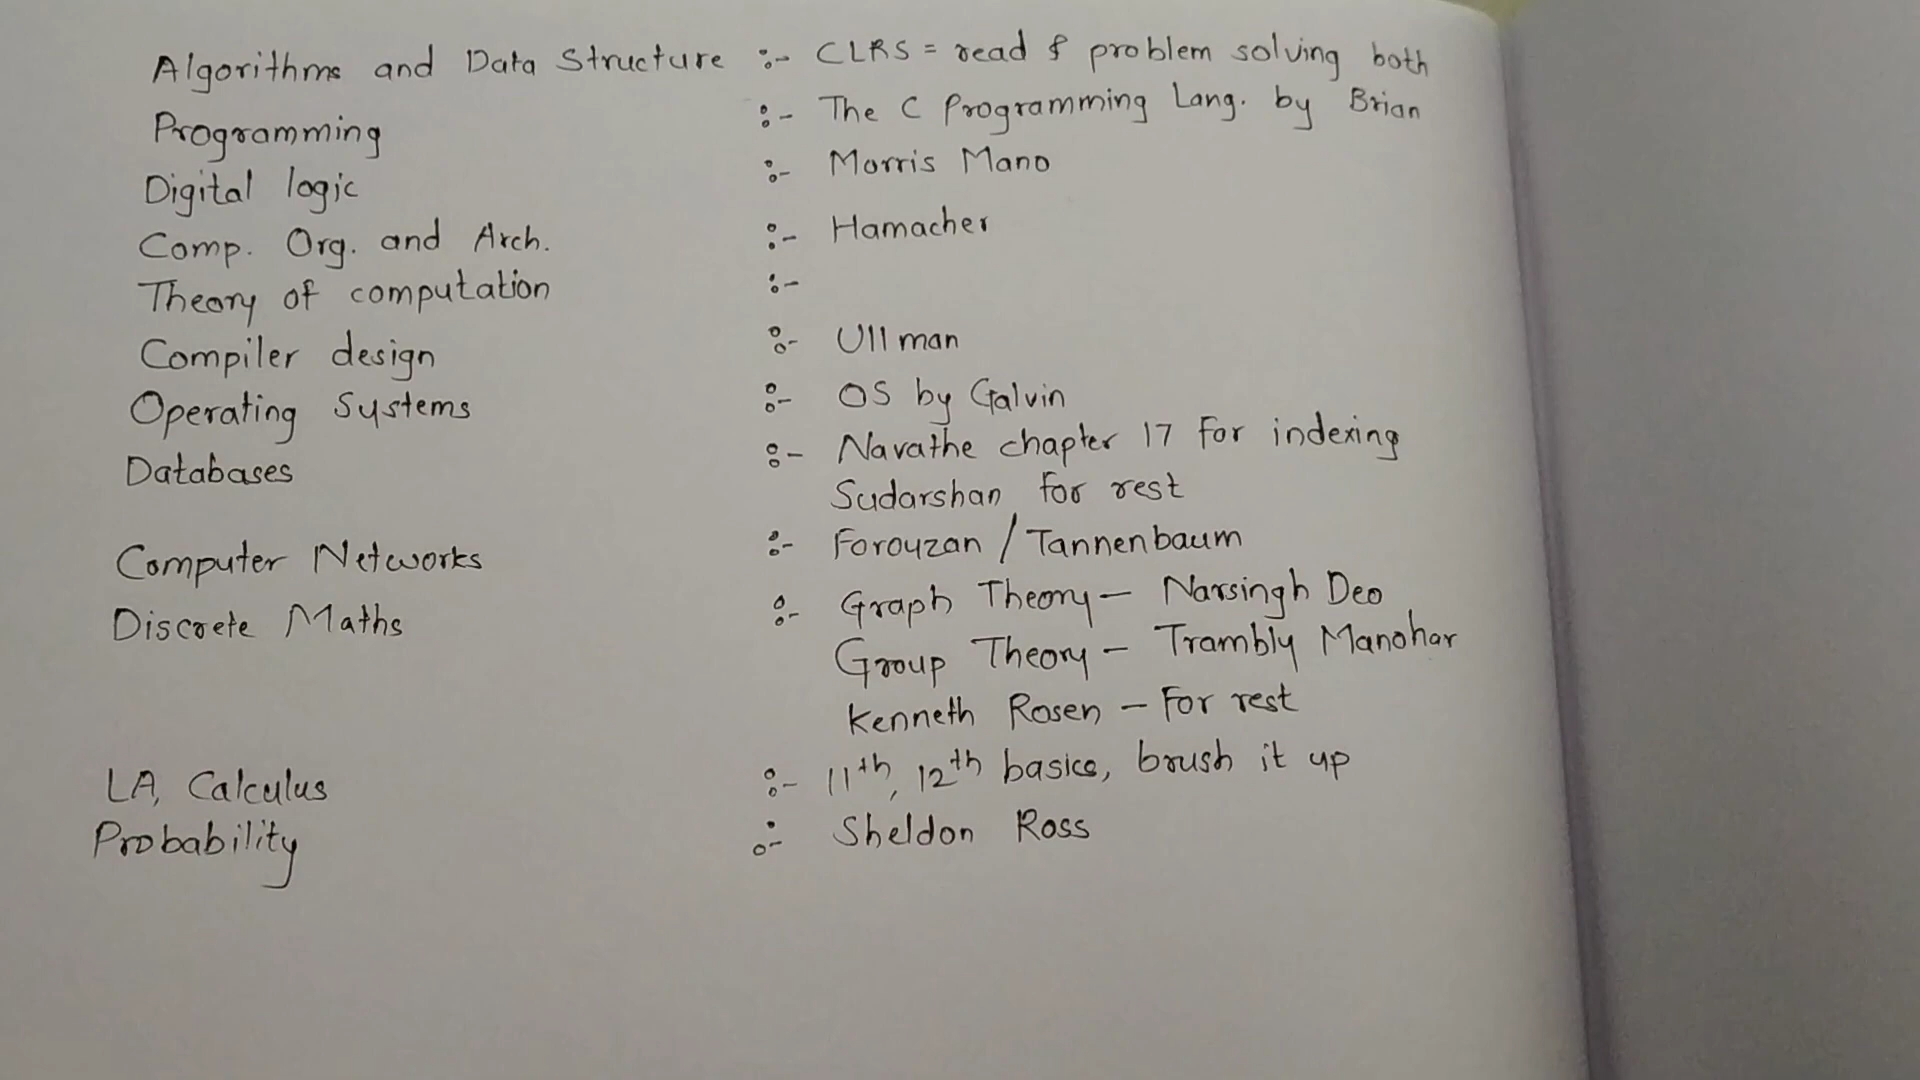 Algorithms and Data Structure :- CLRS = read & problem solving both
Programming :- The C Programming Lang. by Brian
Digital logic :- Morris Mano
Comp. Org. and Arch. :- Hamacher
Theory of computation :-
Compiler design :- Ullman
Operating Systems :- OS by Galvin
Databases :- Navathe chapter 17 for indexing
Sudarshan for rest
Computer Networks :- Forouzan / Tannenbaum
Discrete Maths :- Graph Theory - Narsingh Deo
Group Theory - Trambly Manohar
Kenneth Rosen - For rest
LA, Calculus :- 11th, 12th basics, brush it up
Probability :- Sheldon Ross